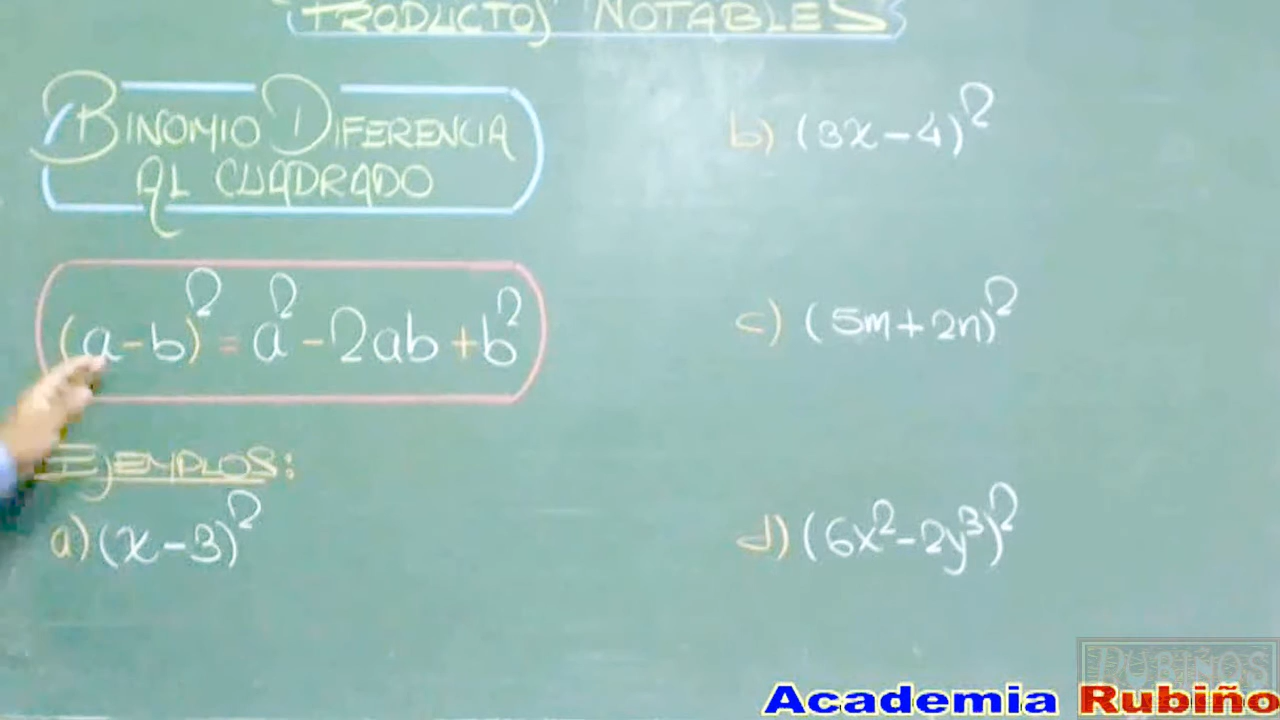 PRODUCTOS NOTABLES
BINOMIO DIFERENCIA
AL CUADRADO
(a-b)² = a² - 2ab + b²
EJEMPLOS:
a) (x-3)²
b) (3x-4)²
c) (5m+2n)²
d) (6x²-2y³)²
RUBIÑOS
Academia Rubiño